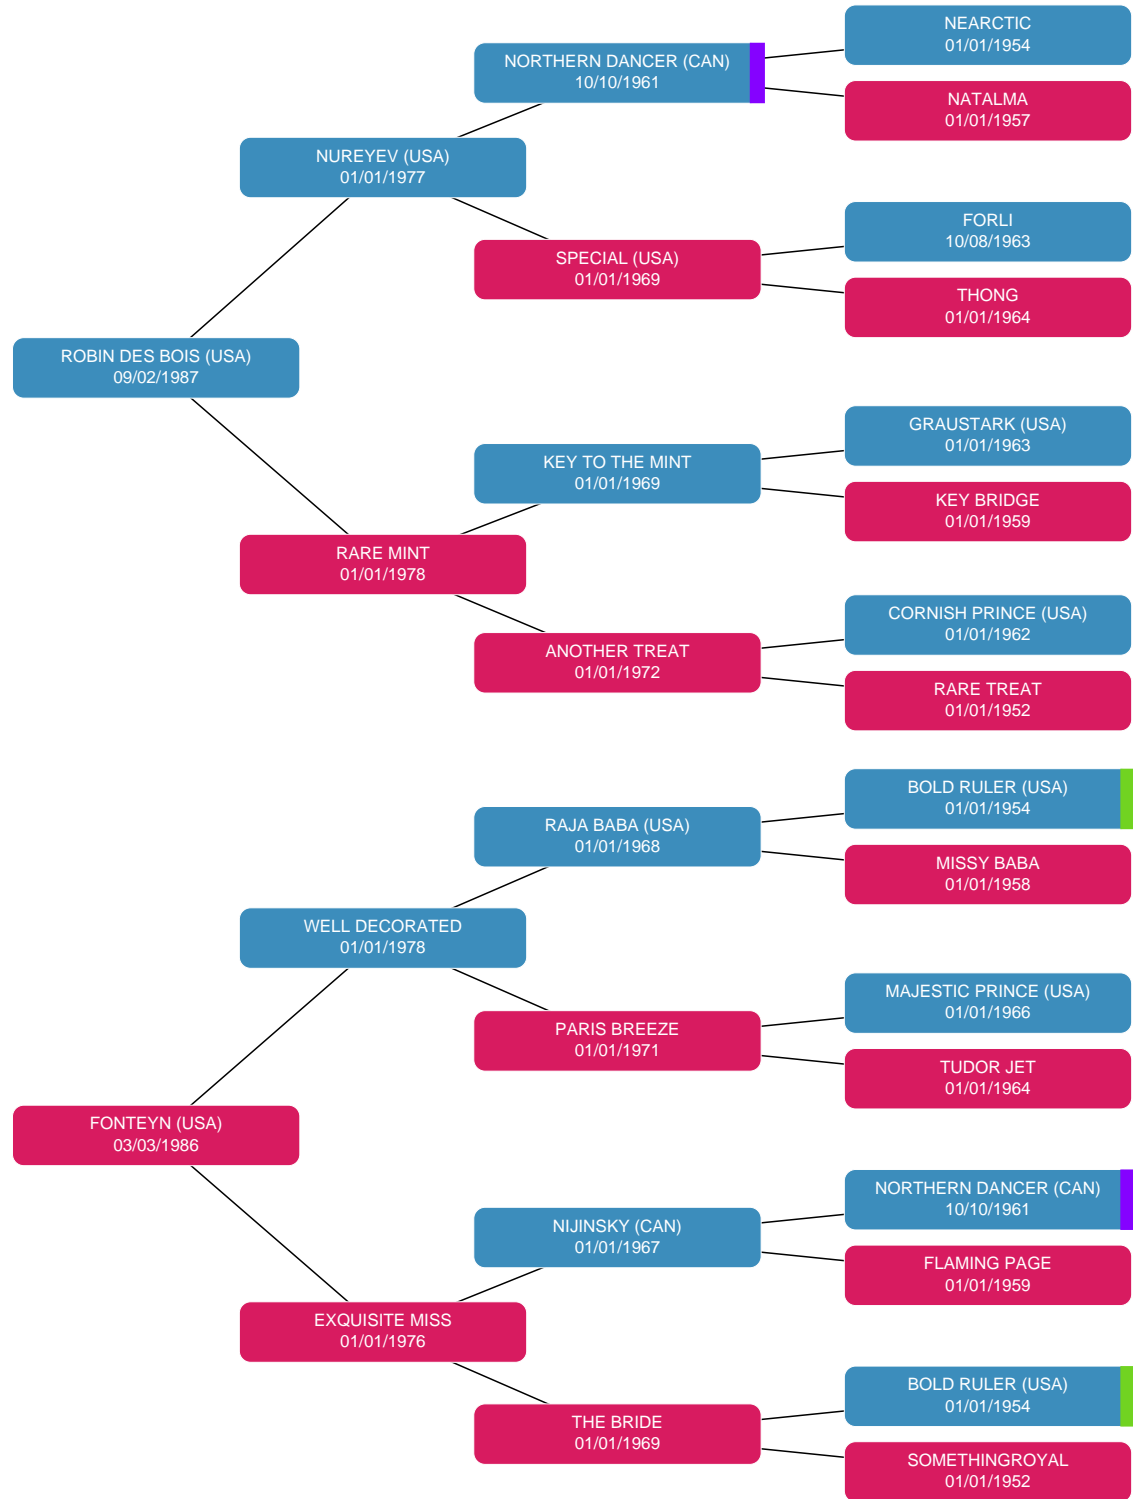 NEARCTIC
01/01/1954
NORTHERN DANCER (CAN)
10/10/1961
NATALMA
01/01/1957
NUREYEV (USA)
01/01/1977
FORLI
10/08/1963
SPECIAL (USA)
01/01/1969
THONG
01/01/1964
ROBIN DES BOIS (USA)
09/02/1987
GRAUSTARK (USA)
01/01/1963
KEY TO THE MINT
01/01/1969
KEY BRIDGE
01/01/1959
RARE MINT
01/01/1978
CORNISH PRINCE (USA)
01/01/1962
ANOTHER TREAT
01/01/1972
RARE TREAT
01/01/1952
BOLD RULER (USA)
01/01/1954
RAJA BABA (USA)
01/01/1968
MISSY BABA
01/01/1958
WELL DECORATED
01/01/1978
MAJESTIC PRINCE (USA)
01/01/1966
PARIS BREEZE
01/01/1971
TUDOR JET
01/01/1964
FONTEYN (USA)
03/03/1986
NORTHERN DANCER (CAN)
10/10/1961
NIJINSKY (CAN)
01/01/1967
FLAMING PAGE
01/01/1959
EXQUISITE MISS
01/01/1976
BOLD RULER (USA)
01/01/1954
THE BRIDE
01/01/1969
SOMETHINGROYAL
01/01/1952